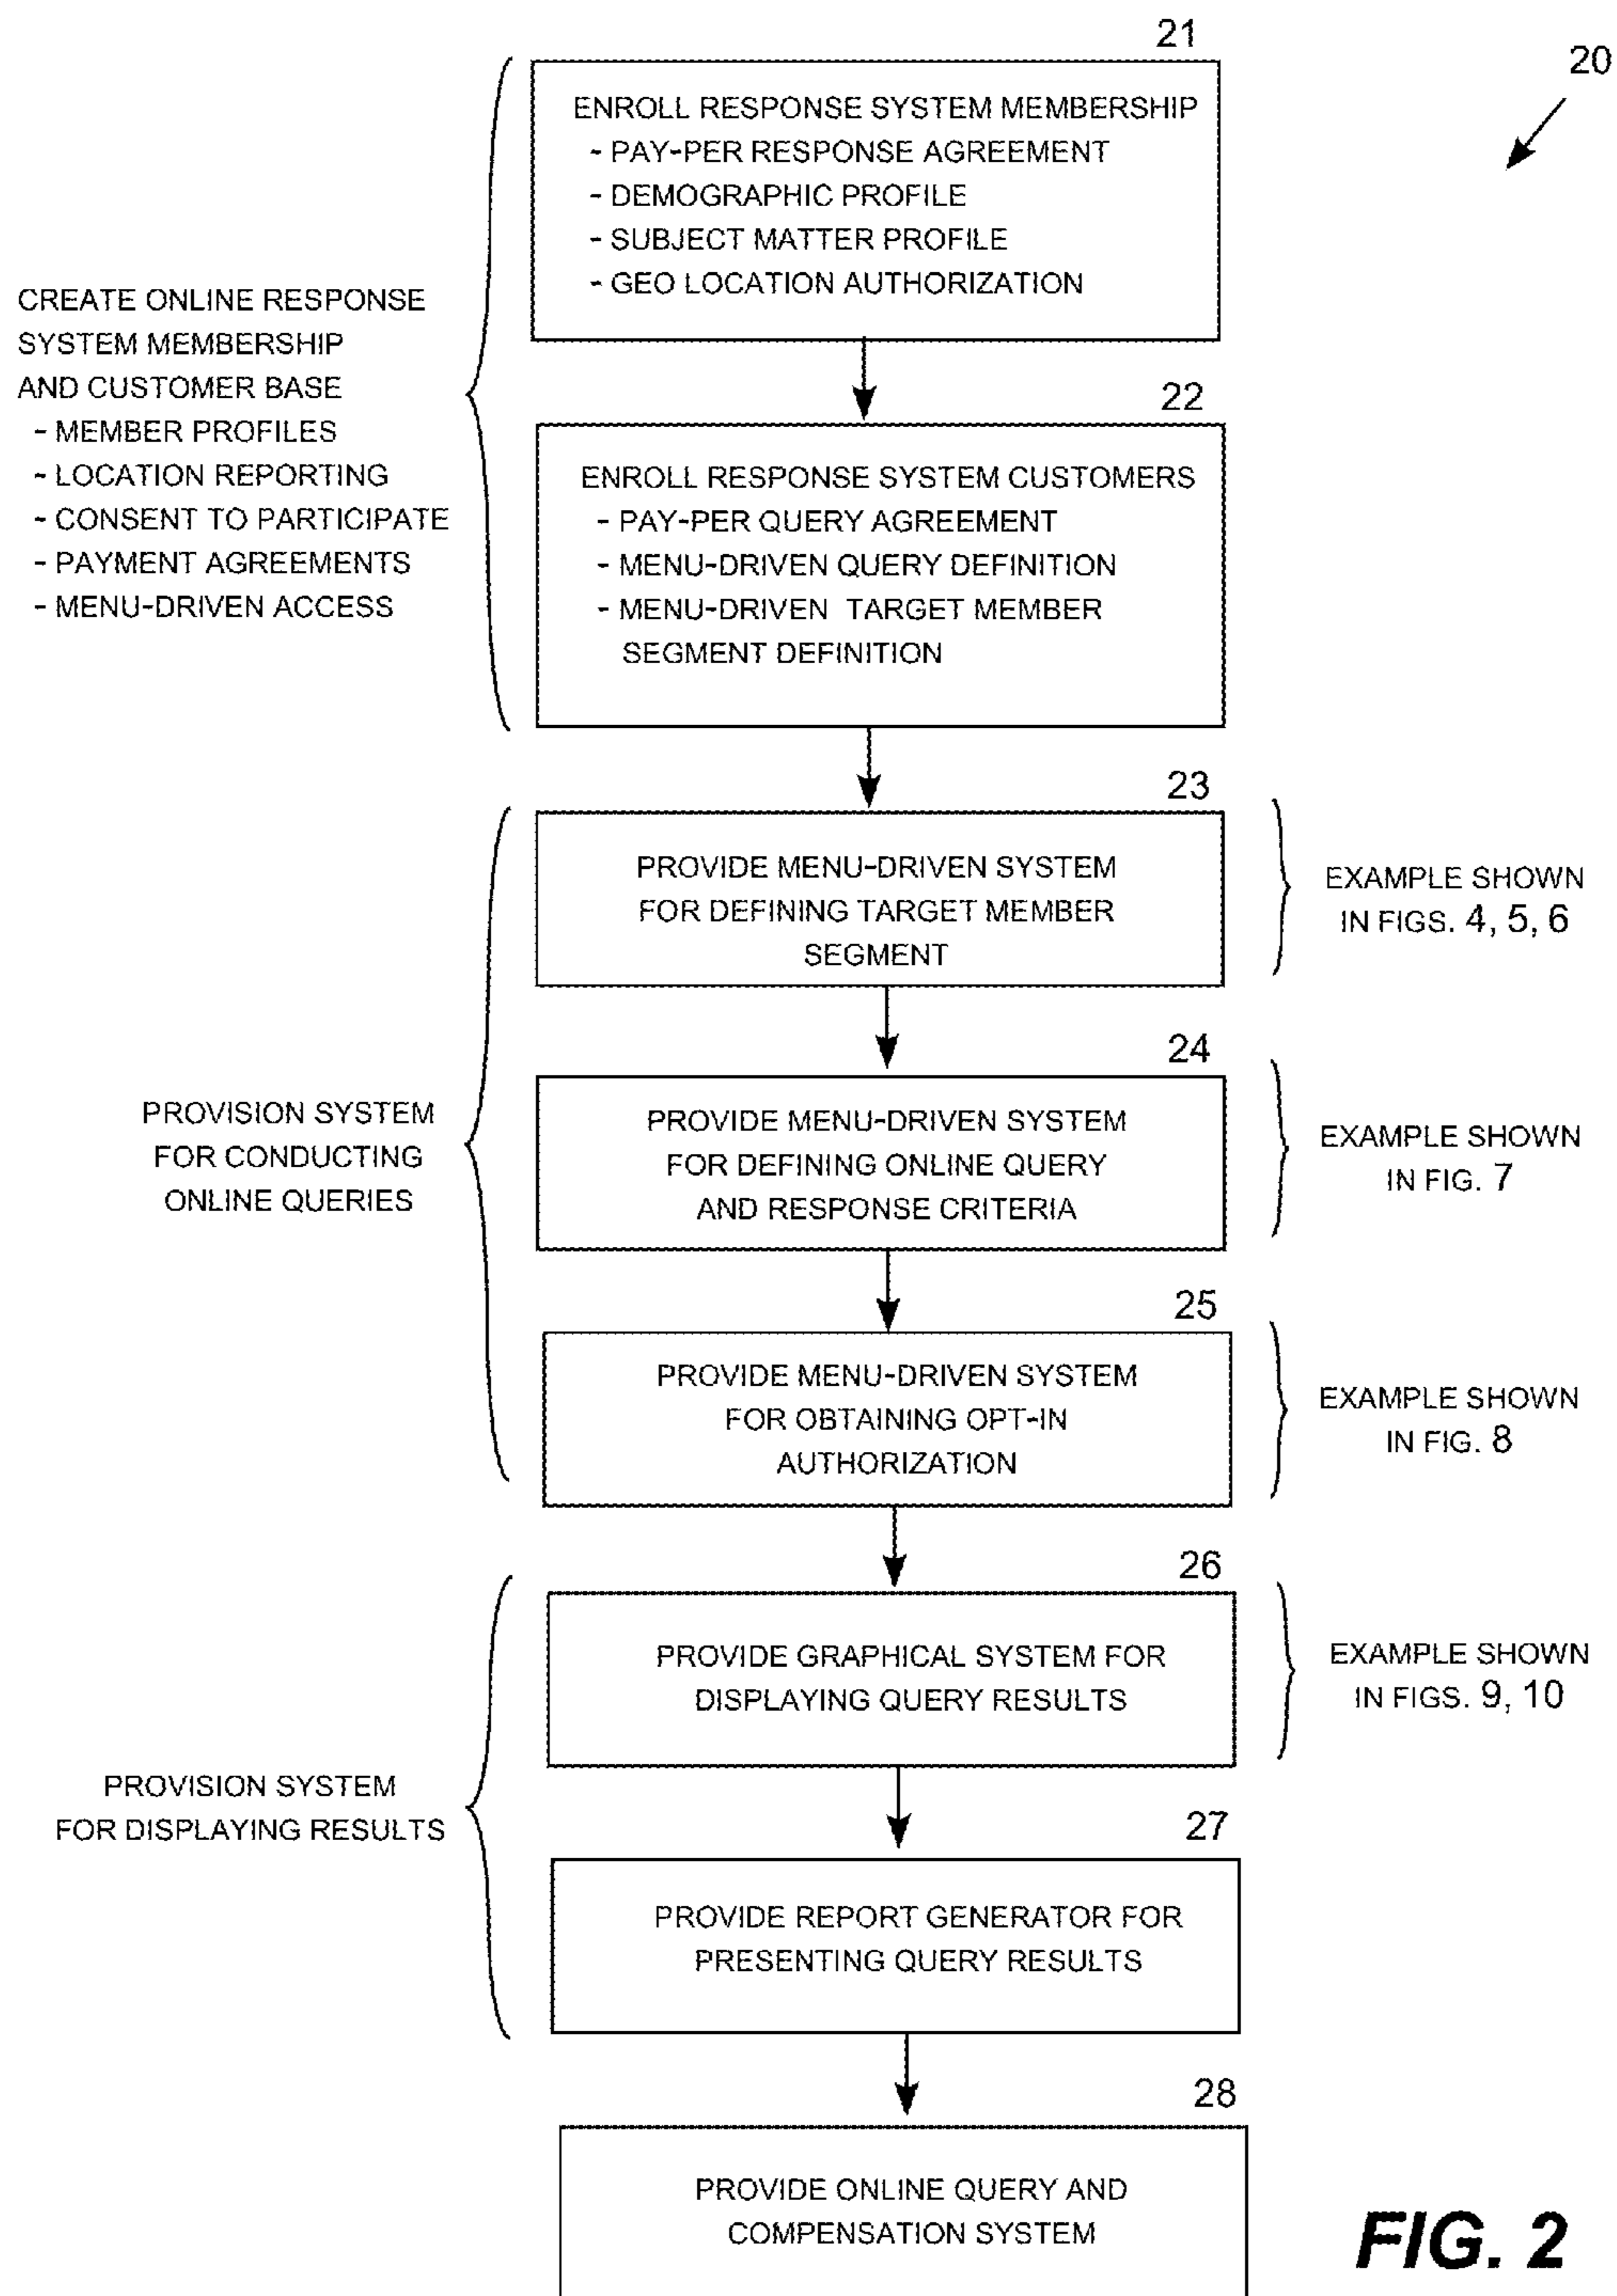 21
20
ENROLL RESPONSE SYSTEM MEMBERSHIP
- PAY-PER RESPONSE AGREEMENT
- DEMOGRAPHIC PROFILE
- SUBJECT MATTER PROFILE
- GEO LOCATION AUTHORIZATION
CREATE ONLINE RESPONSE
SYSTEM MEMBERSHIP
AND CUSTOMER BASE
- MEMBER PROFILES
- LOCATION REPORTING
- CONSENT TO PARTICIPATE
- PAYMENT AGREEMENTS
- MENU-DRIVEN ACCESS
22
ENROLL RESPONSE SYSTEM CUSTOMERS
- PAY-PER QUERY AGREEMENT
- MENU-DRIVEN QUERY DEFINITION
- MENU-DRIVEN TARGET MEMBER
SEGMENT DEFINITION
23
PROVIDE MENU-DRIVEN SYSTEM
FOR DEFINING TARGET MEMBER
SEGMENT
EXAMPLE SHOWN
IN FIGS. 4, 5, 6
PROVISION SYSTEM
FOR CONDUCTING
ONLINE QUERIES
24
PROVIDE MENU-DRIVEN SYSTEM
FOR DEFINING ONLINE QUERY
AND RESPONSE CRITERIA
EXAMPLE SHOWN
IN FIG. 7
25
PROVIDE MENU-DRIVEN SYSTEM
FOR OBTAINING OPT-IN
AUTHORIZATION
EXAMPLE SHOWN
IN FIG. 8
26
PROVIDE GRAPHICAL SYSTEM FOR
DISPLAYING QUERY RESULTS
EXAMPLE SHOWN
IN FIGS. 9, 10
PROVISION SYSTEM
FOR DISPLAYING RESULTS
27
PROVIDE REPORT GENERATOR FOR
PRESENTING QUERY RESULTS
28
PROVIDE ONLINE QUERY AND
COMPENSATION SYSTEM
FIG. 2